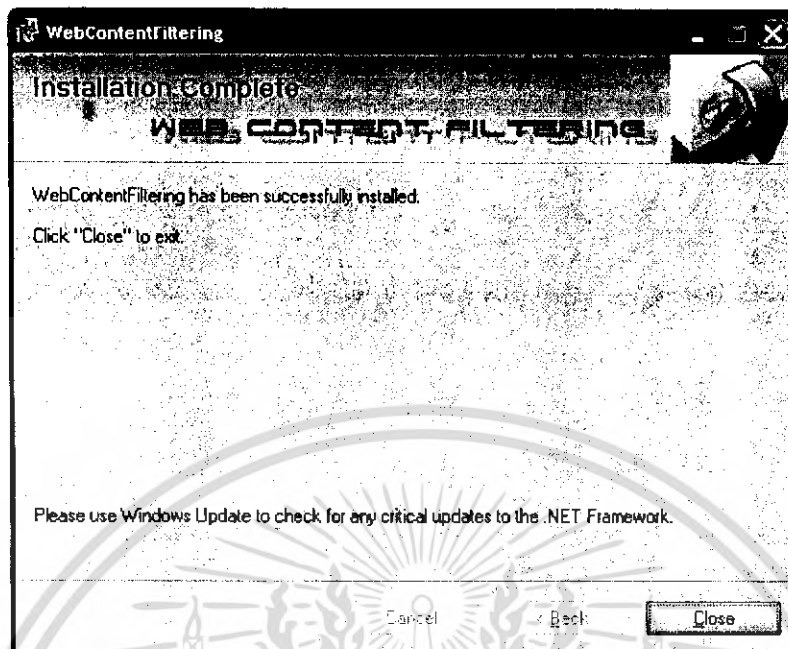 WebContentFiltering
Installation Complete
WEB CONTENT FILTERING
WebContentFiltering has been successfully installed.
Click "Close" to exit.
Please use Windows Update to check for any critical updates to the .NET Framework.
Cancel < Back Close